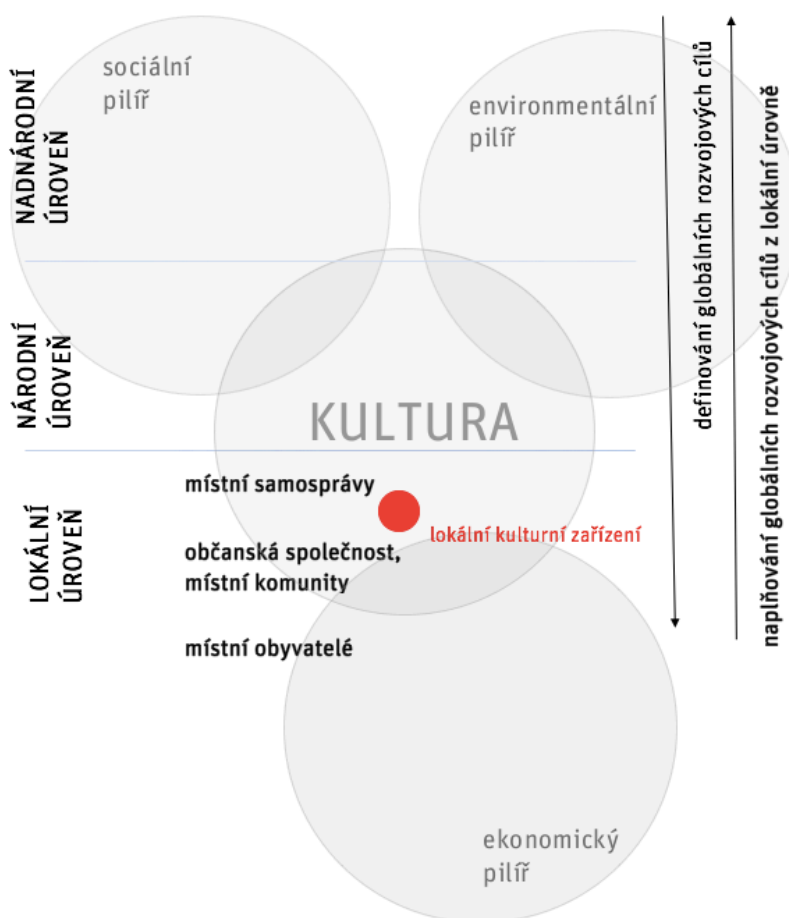 sociální
pilíř
environmentální
pilíř
NADNÁRODNÍ
ÚROVEŇ
NÁRODNÍ
ÚROVEŇ
LOKÁLNÍ
ÚROVEŇ
KULTURA
místní samosprávy
lokální kulturní zařízení
občanská společnost,
místní komunity
místní obyvatelé
ekonomický
pilíř
definování globálních rozvojových cílů
naplňování globálních rozvojových cílů z lokální úrovně